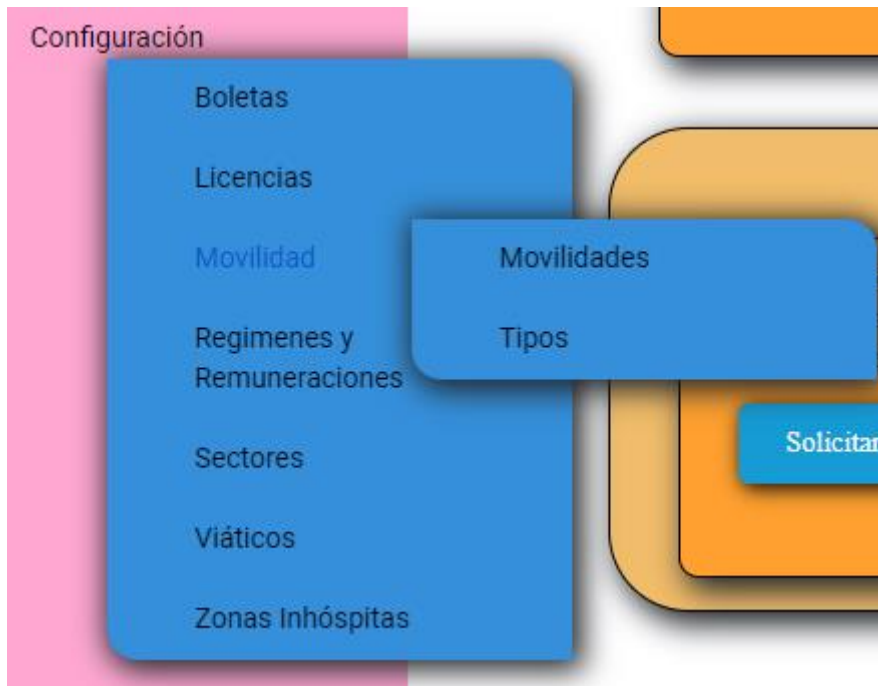 Configuración
Boletas
Licencias
Movilidad
Movilidades
Regimenes y
Remuneraciones
Tipos
Sectores
Viáticos
Zonas Inhóspitas
Solicitar